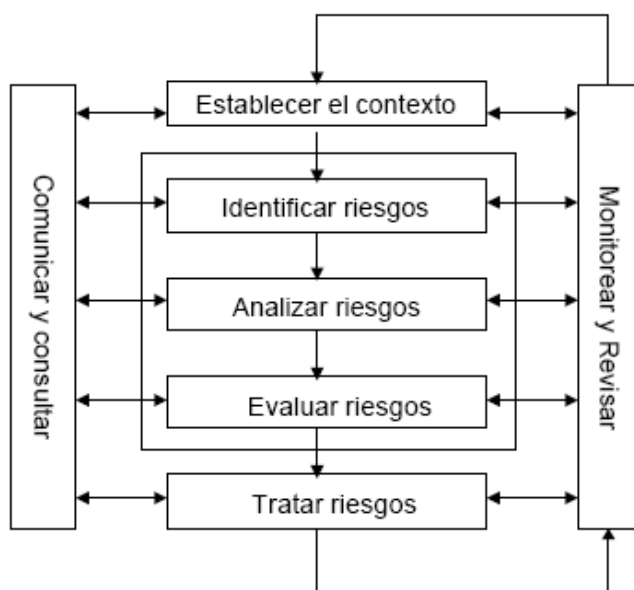 Establecer el contexto
Comunicar y consultar
Identificar riesgos
Analizar riesgos
Evaluar riesgos
Tratar riesgos
Monitorear y Revisar